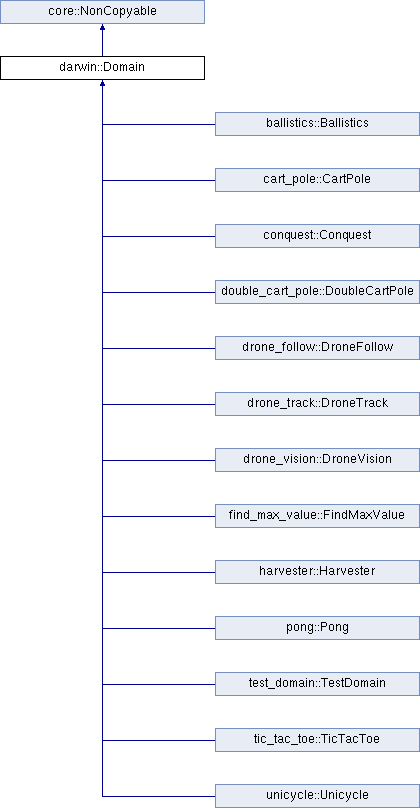 core::NonCopyable
darwin::Domain
ballistics::Ballistics
cart_pole::CartPole
conquest::Conquest
double_cart_pole::DoubleCartPole
drone_follow::DroneFollow
drone_track::DroneTrack
drone_vision::DroneVision
find_max_value::FindMaxValue
harvester::Harvester
pong::Pong
test_domain::TestDomain
tic_tac_toe::TicTacToe
unicycle::Unicycle